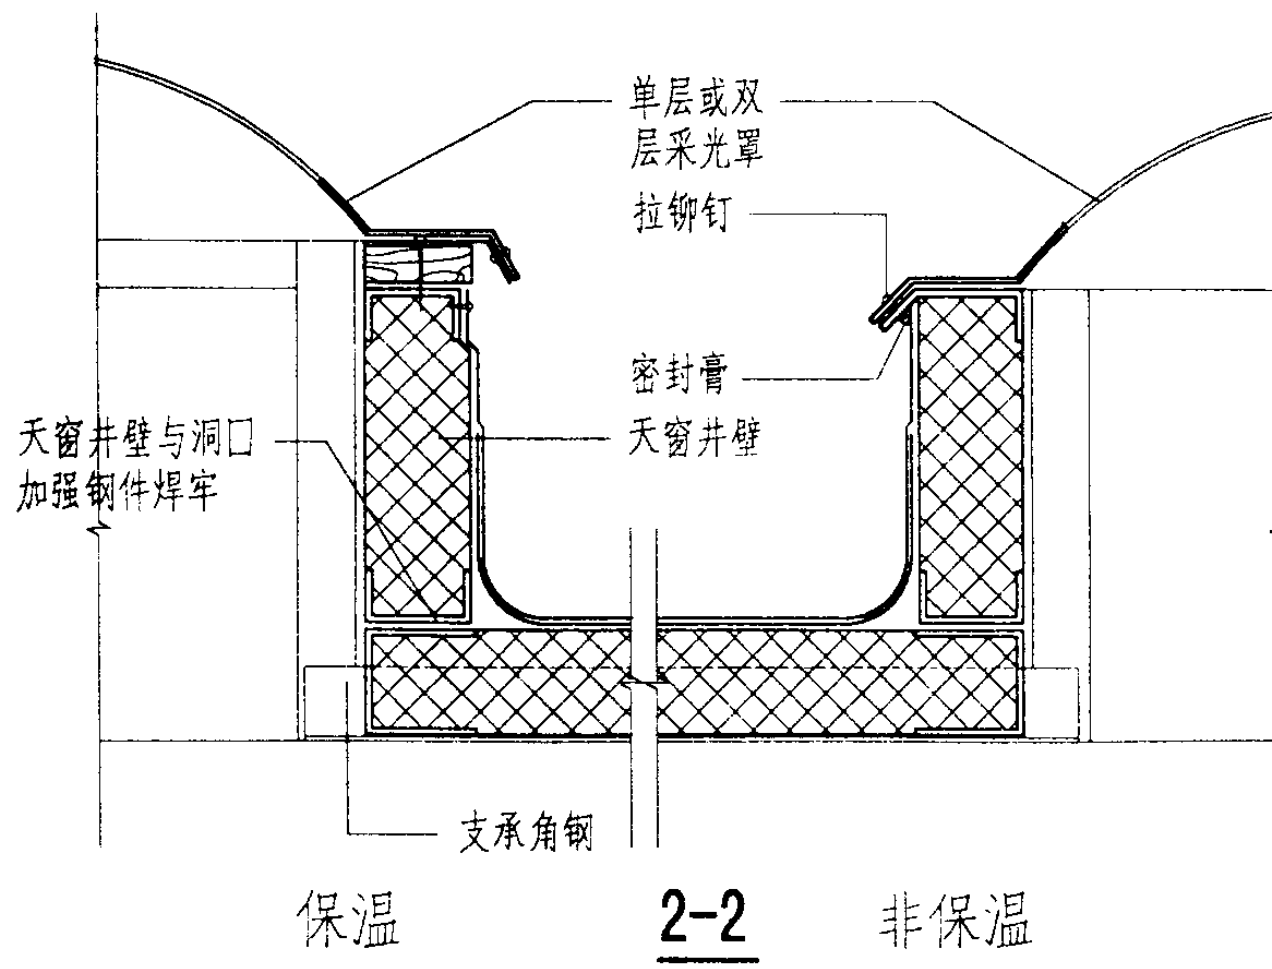 单层或双
层采光罩
拉铆钉
密封膏
天窗井壁
天窗井壁与洞口
加强钢件焊牢
支承角钢
保温
2-2
非保温